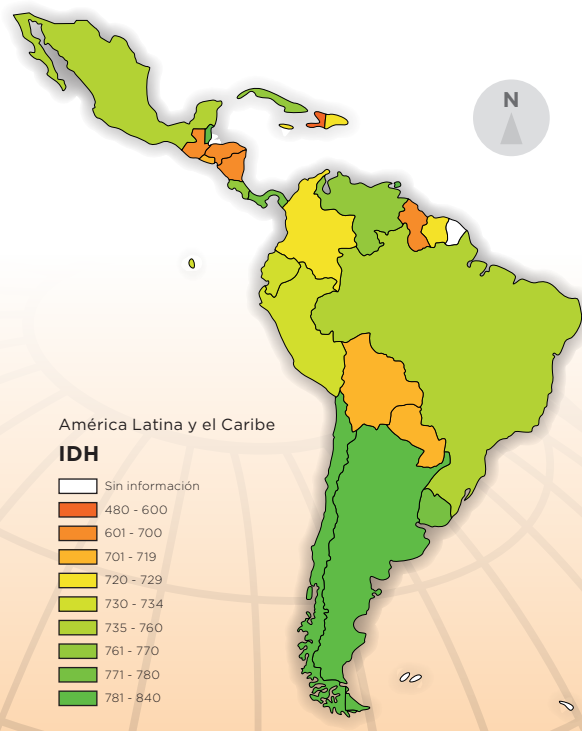 N
América Latina y el Caribe
IDH
Sin información
480 - 600
601 - 700
701 - 719
720 - 729
730 - 734
735 - 760
761 - 770
771 - 780
781 - 840